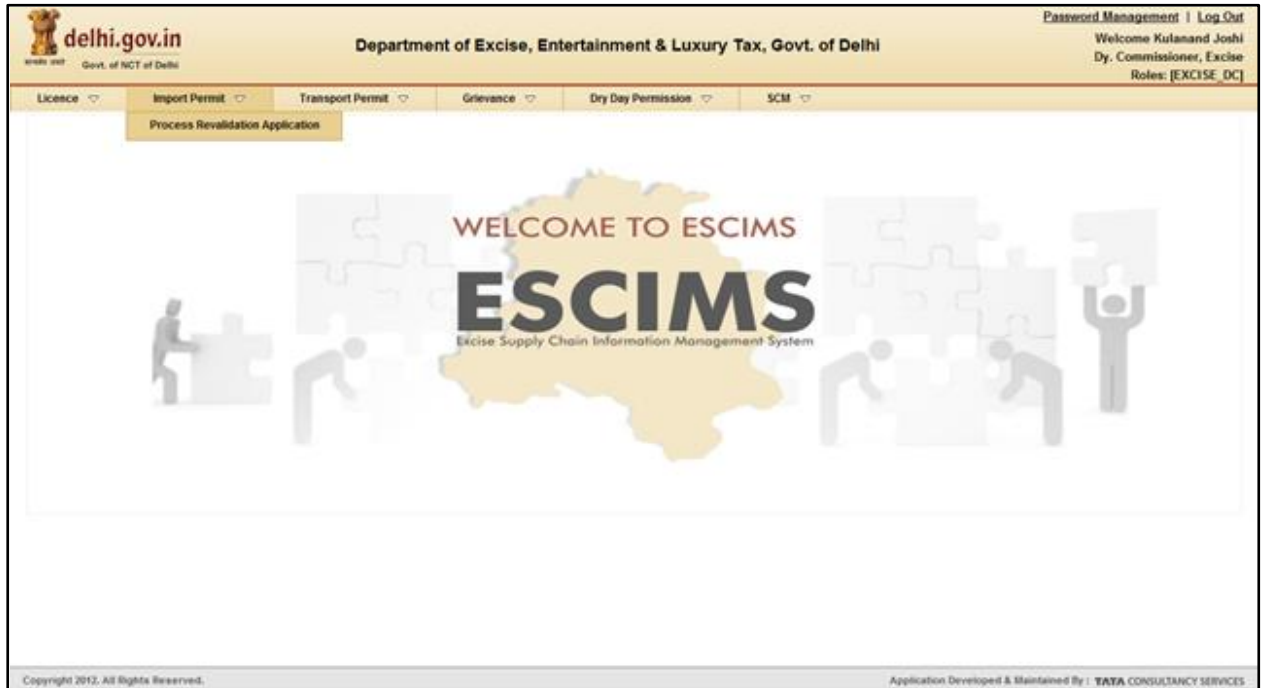 Password Management | Log Out
delhi.gov.in
Govt. of NCT of Delhi
Department of Excise, Entertainment & Luxury Tax, Govt. of Delhi
Welcome Kulanand Joshi
Dy. Commissioner, Excise
Roles: [EXCISE_DC]
Licence Import Permit Transport Permit Grievance Dry Day Permission SCM
Process Revalidation Application
WELCOME TO ESCIMS
ESCIMS
Excise Supply Chain Information Management System
Copyright 2012. All Rights Reserved.
Application Developed & Maintained By : TATA CONSULTANCY SERVICES